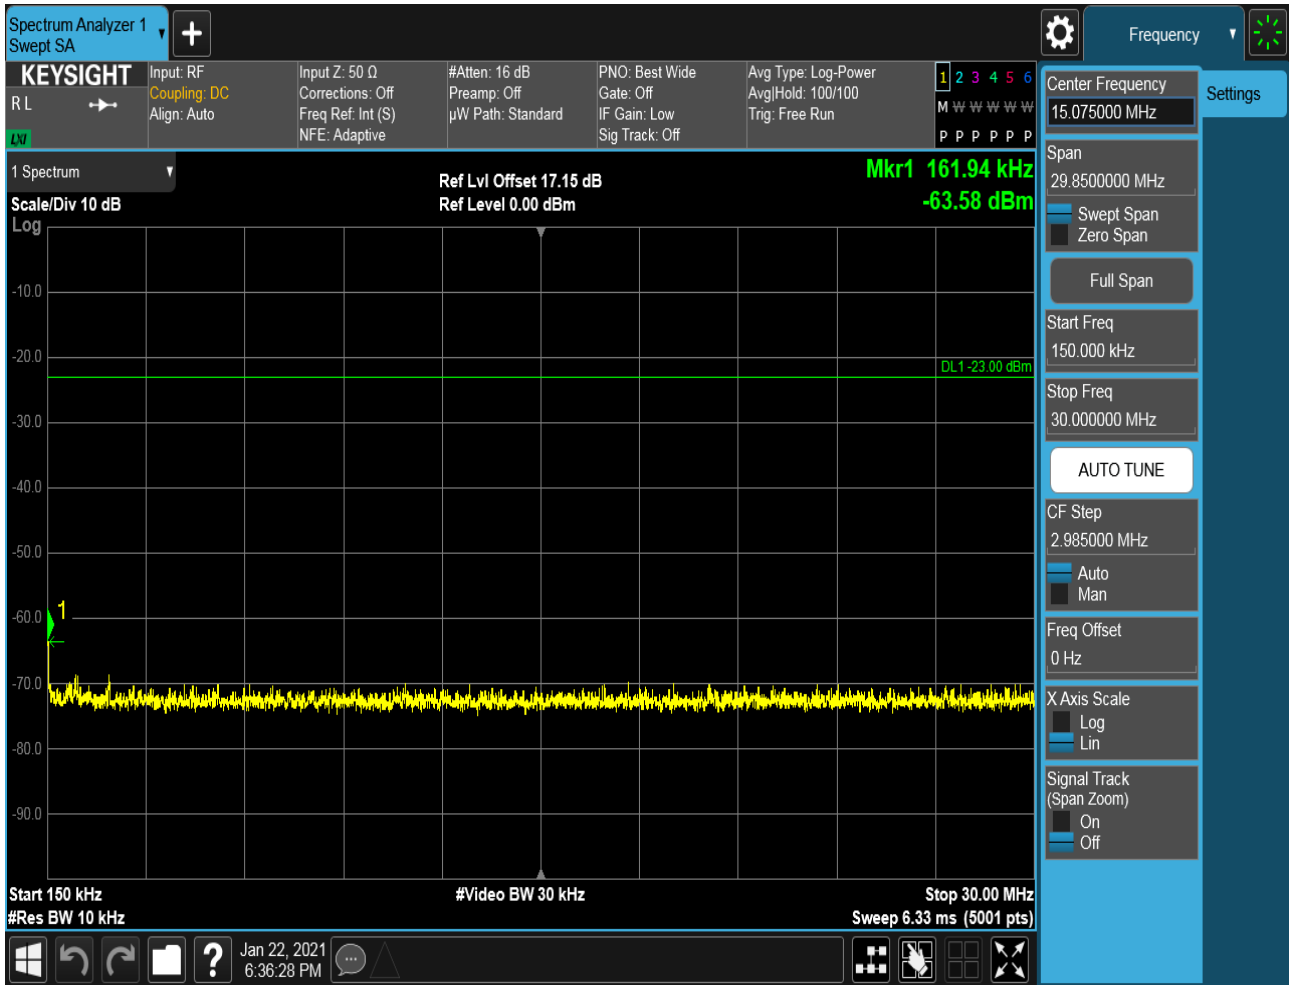 Spectrum Analyzer 1
Swept SA
+
Frequency
KEYSIGHT
R L
LXI
Input: RF
Coupling: DC
Align: Auto
Input Z: 50 Ω
Corrections: Off
Freq Ref: Int (S)
NFE: Adaptive
#Atten: 16 dB
Preamp: Off
µW Path: Standard
PNO: Best Wide
Gate: Off
IF Gain: Low
Sig Track: Off
Avg Type: Log-Power
Avg|Hold: 100/100
Trig: Free Run
1 2 3 4 5 6
M W W W W W
P P P P P P
1 Spectrum
Scale/Div 10 dB
Log
Ref Lvl Offset 17.15 dB
Ref Level 0.00 dBm
Mkr1 161.94 kHz
-63.58 dBm
-10.0
-20.0
DL1 -23.00 dBm
-30.0
-40.0
-50.0
-60.0
1
-70.0
-80.0
-90.0
Start 150 kHz
#Res BW 10 kHz
#Video BW 30 kHz
Stop 30.00 MHz
Sweep 6.33 ms (5001 pts)
Jan 22, 2021
6:36:28 PM
?
Center Frequency
15.075000 MHz
Settings
Span
29.8500000 MHz
Swept Span
Zero Span
Full Span
Start Freq
150.000 kHz
Stop Freq
30.000000 MHz
AUTO TUNE
CF Step
2.985000 MHz
Auto
Man
Freq Offset
0 Hz
X Axis Scale
Log
Lin
Signal Track
(Span Zoom)
On
Off